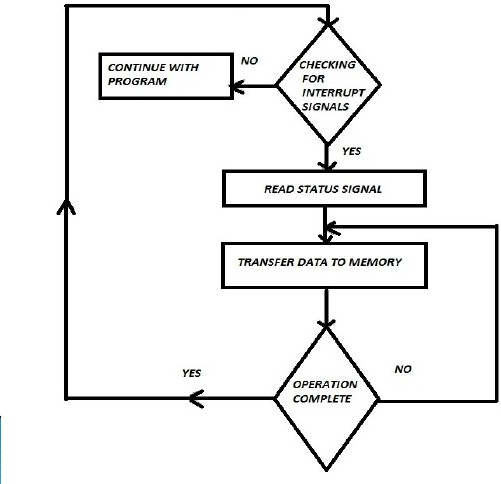 CONTINUE WITH
PROGRAM
NO
CHECKING
FOR
INTERRUPT
SIGNALS
YES
READ STATUS SIGNAL
TRANSFER DATA TO MEMORY
YES
OPERATION
COMPLETE
NO